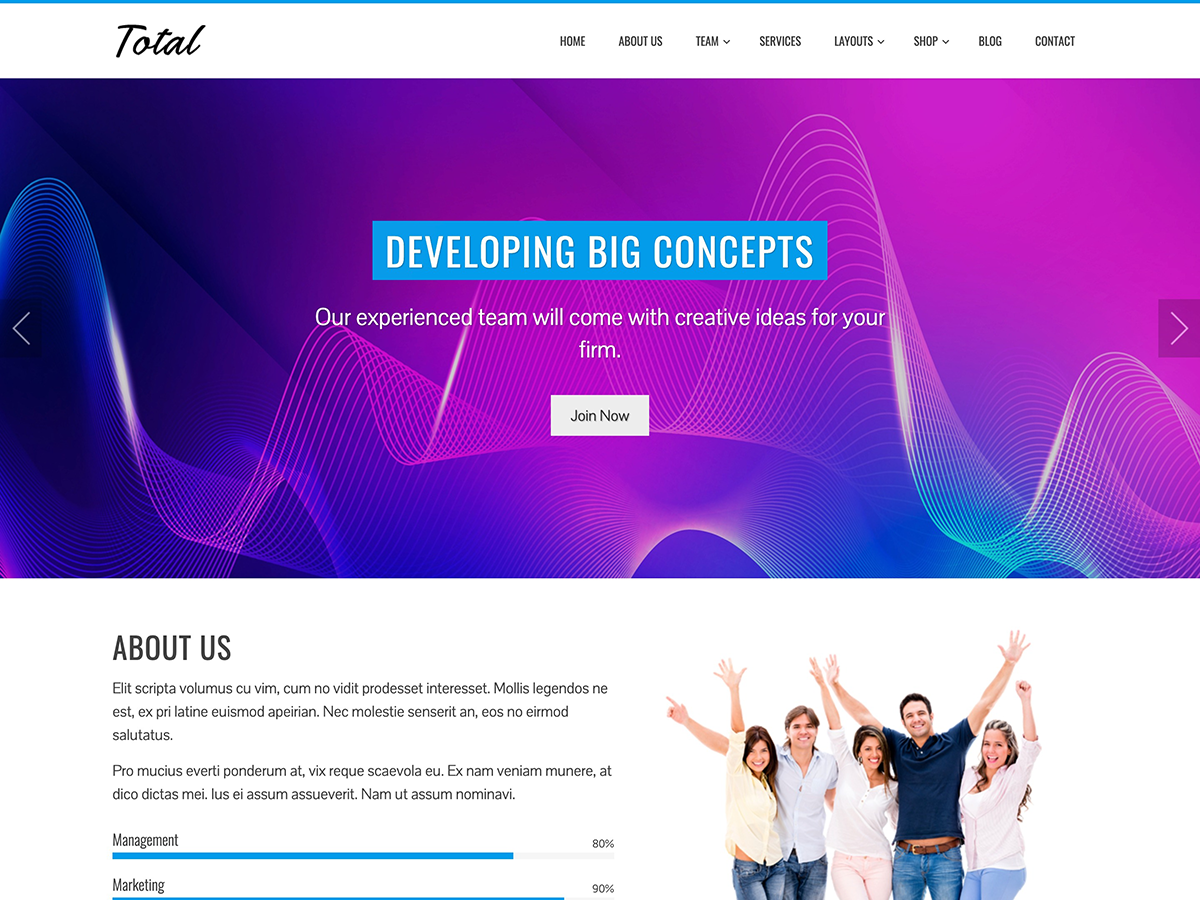 Total
HOME ABOUT US TEAM SERVICES LAYOUTS SHOP BLOG CONTACT
DEVELOPING BIG CONCEPTS
Our experienced team will come with creative ideas for your
firm.
Join Now
ABOUT US
Elit scripta volumus cu vim, cum no vidit prodesset interesset. Mollis legendos ne
est, ex pri latine euismod apeirian. Nec molestie senserit an, eos no eirmod
salutatus.
Pro mucius everti ponderum at, vix reque scaevola eu. Ex nam veniam munere, at
dico dictas mei. Ius ei assum assueverit. Nam ut assum nominavi.
Management 80%
Marketing 90%